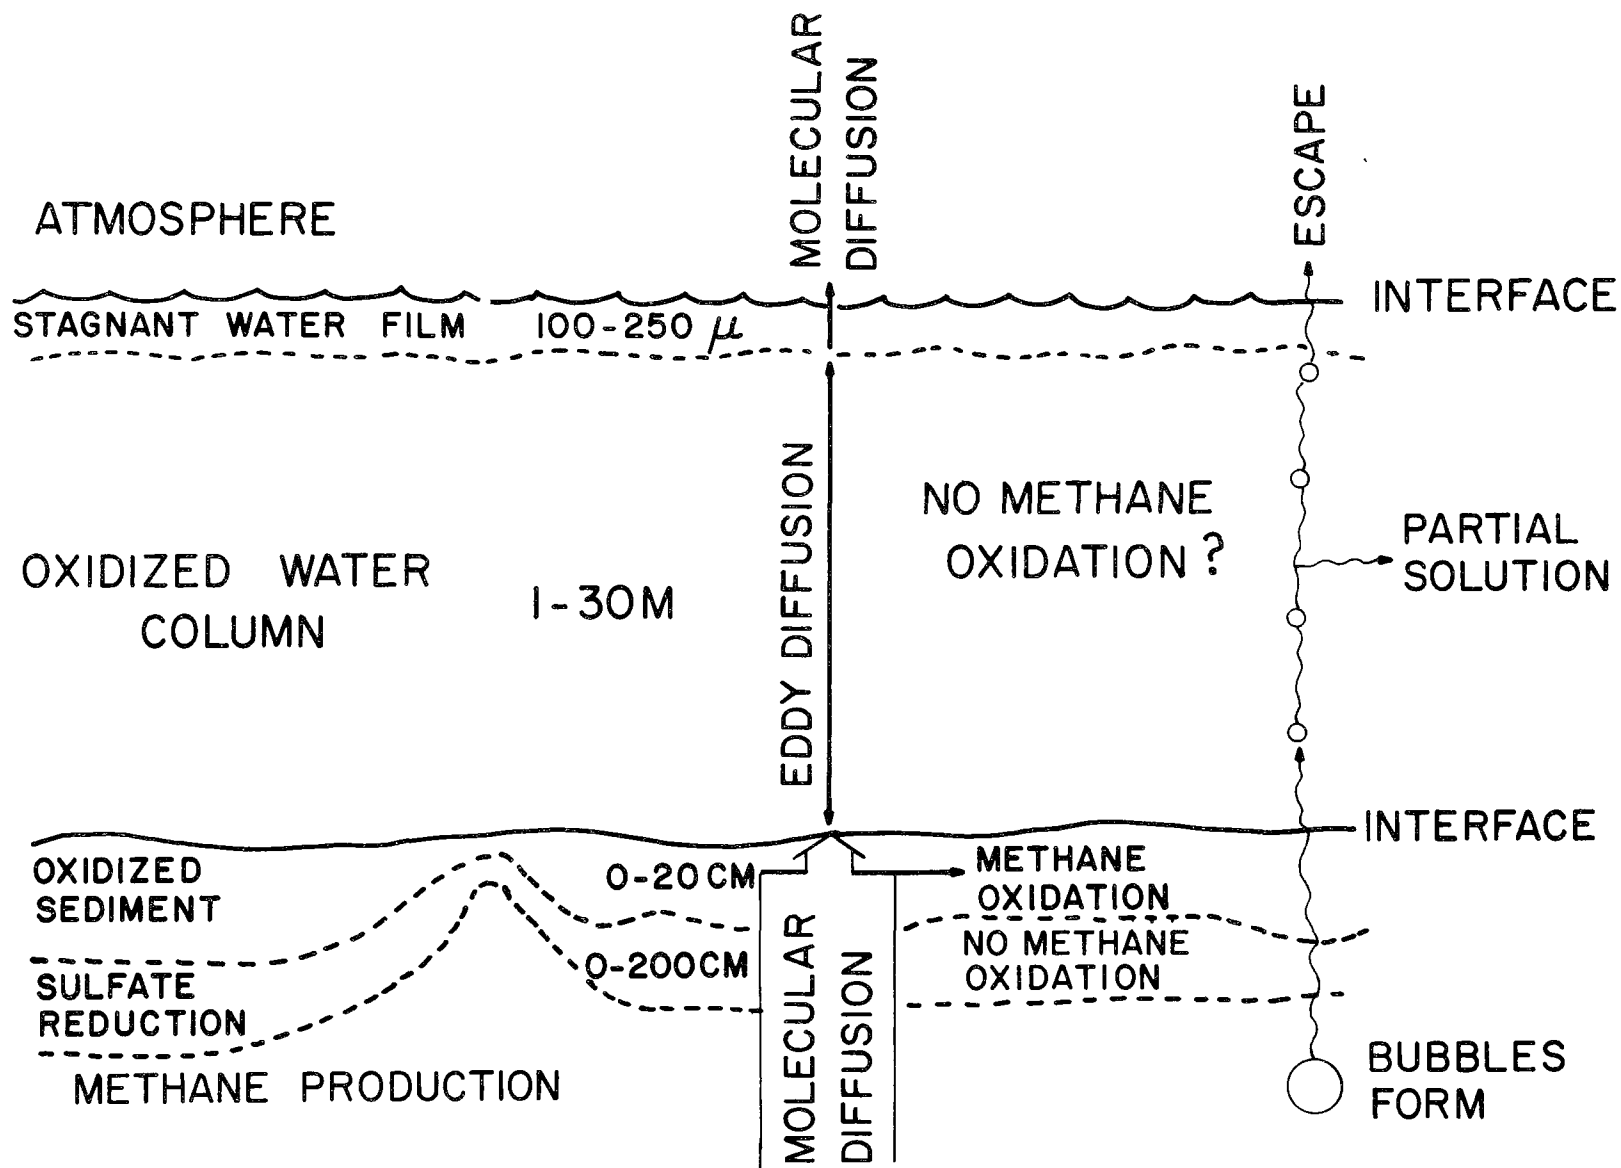 MOLECULAR
DIFFUSION
ESCAPE
ATMOSPHERE
INTERFACE
STAGNANT WATER FILM 100-250 μ
EDDY DIFFUSION
NO METHANE
OXIDATION?
PARTIAL
SOLUTION
OXIDIZED WATER
COLUMN
1-30M
INTERFACE
OXIDIZED
SEDIMENT
0-20CM
METHANE
OXIDATION
NO METHANE
OXIDATION
0-200CM
SULFATE
REDUCTION
METHANE PRODUCTION
MOLECULAR
DIFFUSION
BUBBLES
FORM